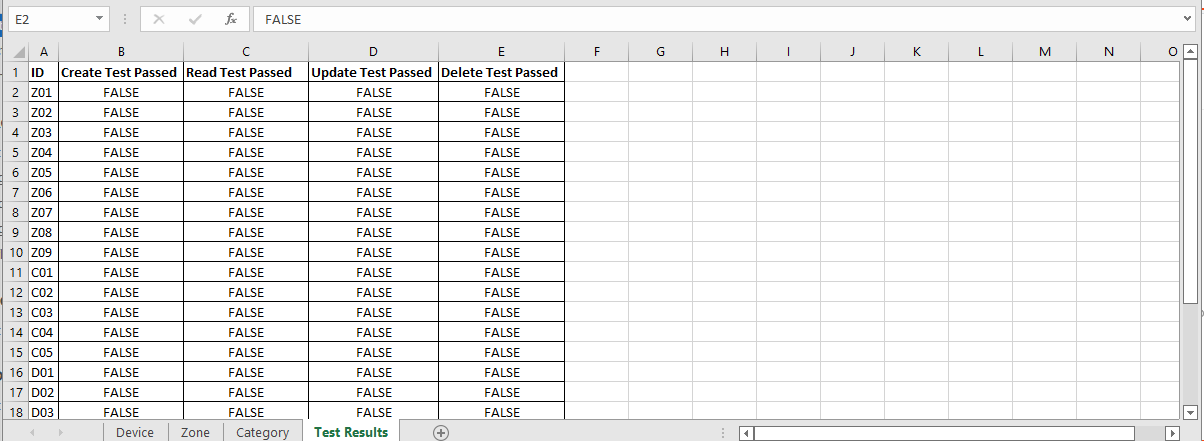 E2 fx FALSE
A B C D E F G H I J K L M N O
1 ID Create Test Passed Read Test Passed Update Test Passed Delete Test Passed
2 Z01 FALSE FALSE FALSE FALSE
3 Z02 FALSE FALSE FALSE FALSE
4 Z03 FALSE FALSE FALSE FALSE
5 Z04 FALSE FALSE FALSE FALSE
6 Z05 FALSE FALSE FALSE FALSE
7 Z06 FALSE FALSE FALSE FALSE
8 Z07 FALSE FALSE FALSE FALSE
9 Z08 FALSE FALSE FALSE FALSE
10 Z09 FALSE FALSE FALSE FALSE
11 C01 FALSE FALSE FALSE FALSE
12 C02 FALSE FALSE FALSE FALSE
13 C03 FALSE FALSE FALSE FALSE
14 C04 FALSE FALSE FALSE FALSE
15 C05 FALSE FALSE FALSE FALSE
16 D01 FALSE FALSE FALSE FALSE
17 D02 FALSE FALSE FALSE FALSE
18 D03 FALSE FALSE FALSE FALSE
Device Zone Category Test Results